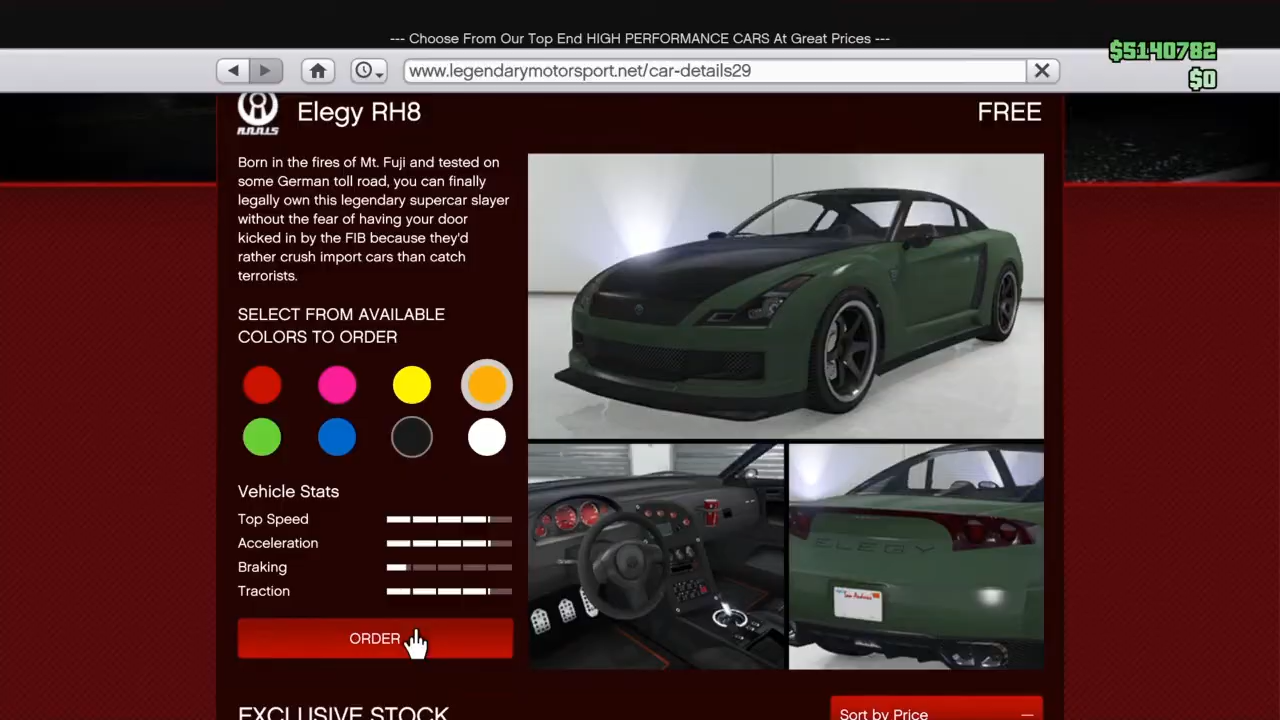 --- Choose From Our Top End HIGH PERFORMANCE CARS At Great Prices ---
$5140782
www.legendarymotorsport.net/car-details29
$0
Elegy RH8
FREE
Born in the fires of Mt. Fuji and tested on
some German toll road, you can finally
legally own this legendary supercar slayer
without the fear of having your door
kicked in by the FIB because they'd
rather crush import cars than catch
terrorists.
SELECT FROM AVAILABLE
COLORS TO ORDER
Vehicle Stats
Top Speed
Acceleration
Braking
Traction
ORDER
ELEGY
San Andreas
EXCLUSIVE STOCK
Sort by Price